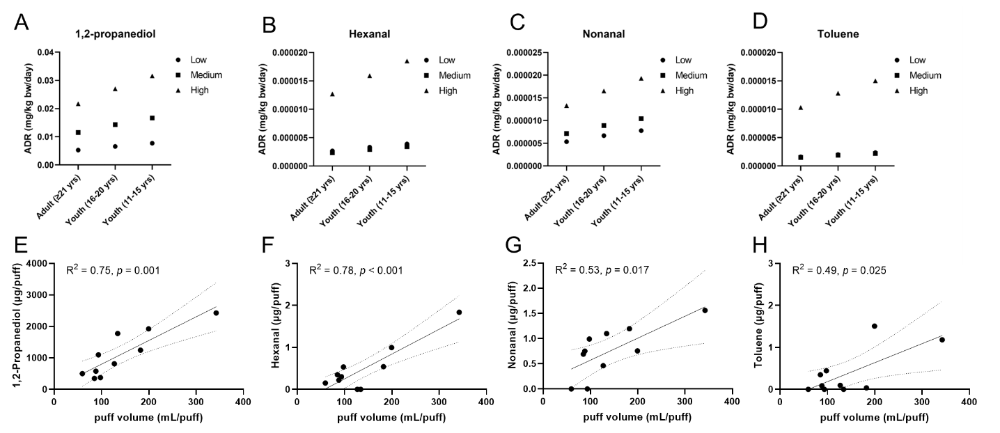 A
1,2-propanediol
ADR (mg/kg bw/day)
0.04
0.03
0.02
0.01
0.00
Low
Medium
High
Adult (≥21 yrs)
Youth (16-20 yrs)
Youth (11-15 yrs)
B
Hexanal
ADR (mg/kg bw/day)
0.000020
0.000015
0.000010
0.000005
0.000000
Low
Medium
High
Adult (≥21 yrs)
Youth (16-20 yrs)
Youth (11-15 yrs)
C
Nonanal
ADR (mg/kg bw/day)
0.000025
0.000020
0.000015
0.000010
0.000005
0.000000
Low
Medium
High
Adult (≥21 yrs)
Youth (16-20 yrs)
Youth (11-15 yrs)
D
Toluene
ADR (mg/kg bw/day)
0.000020
0.000015
0.000010
0.000005
0.000000
Low
Medium
High
Adult (≥21 yrs)
Youth (16-20 yrs)
Youth (11-15 yrs)
E
R² = 0.75, p = 0.001
1,2-Propanediol (µg/puff)
4000
3000
2000
1000
0
0 100 200 300 400
puff volume (mL/puff)
F
R² = 0.78, p < 0.001
Hexanal (µg/puff)
3
2
1
0
0 100 200 300 400
puff volume (mL/puff)
G
R² = 0.53, p = 0.017
Nonanal (µg/puff)
2.5
2.0
1.5
1.0
0.5
0.0
0 100 200 300 400
puff volume (mL/puff)
H
R² = 0.49, p = 0.025
Toluene (µg/puff)
3
2
1
0
0 100 200 300 400
puff volume (mL/puff)